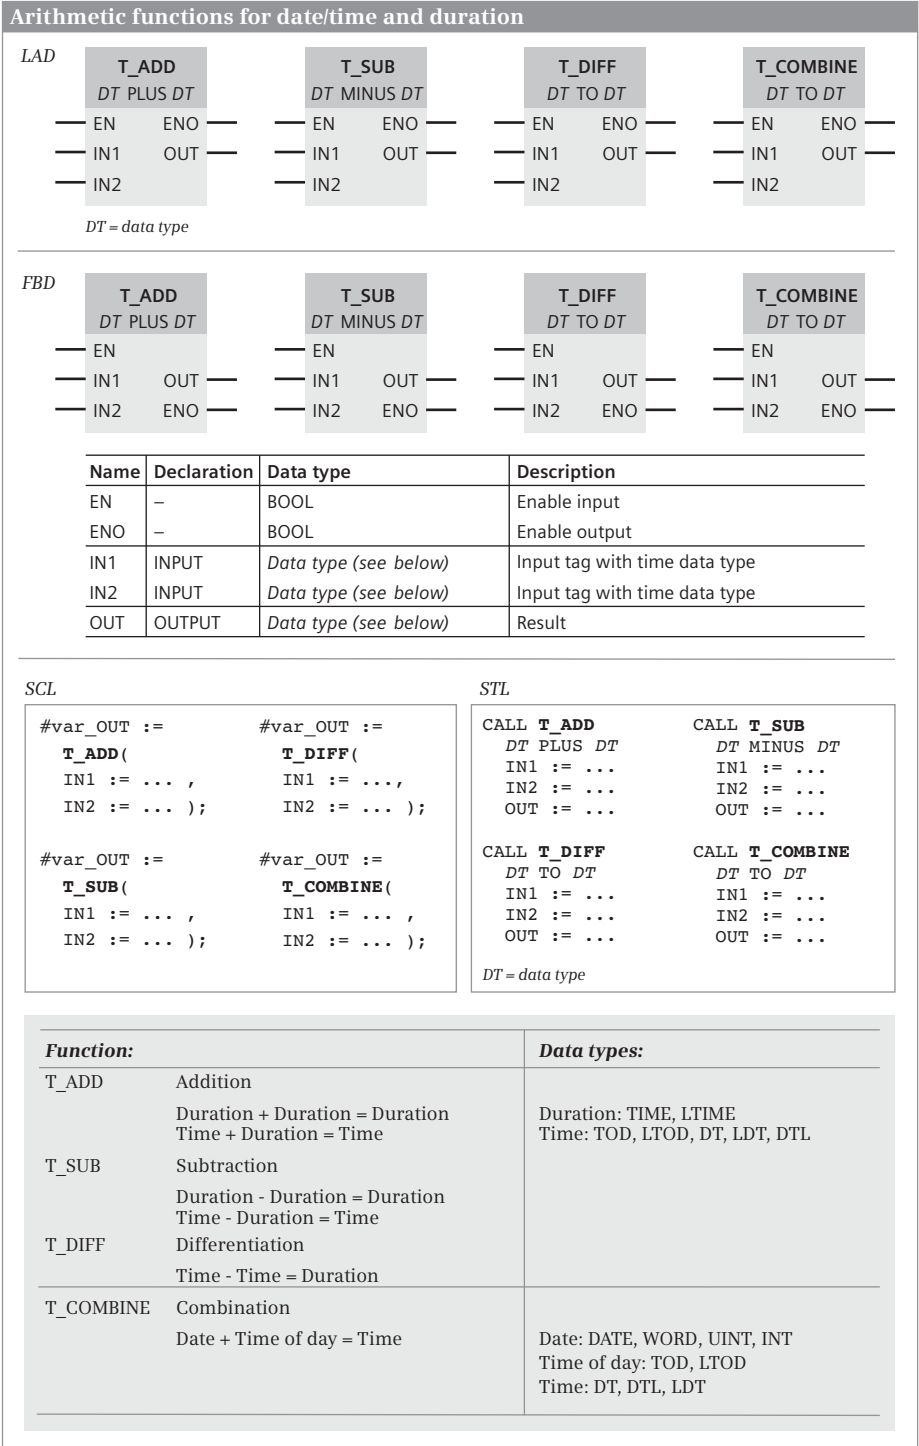 Arithmetic functions for date/time and duration
LAD
T_ADD T_SUB T_DIFF T_COMBINE
DT PLUS DT DT MINUS DT DT TO DT DT TO DT
EN ENO EN ENO EN ENO EN ENO
IN1 OUT IN1 OUT IN1 OUT IN1 OUT
IN2 IN2 IN2 IN2
DT = data type
FBD
T_ADD T_SUB T_DIFF T_COMBINE
DT PLUS DT DT MINUS DT DT TO DT DT TO DT
EN EN EN EN
IN1 OUT IN1 OUT IN1 OUT IN1 OUT
IN2 ENO IN2 ENO IN2 ENO IN2 ENO
Name Declaration Data type Description
EN – BOOL Enable input
ENO – BOOL Enable output
IN1 INPUT Data type (see below) Input tag with time data type
IN2 INPUT Data type (see below) Input tag with time data type
OUT OUTPUT Data type (see below) Result
SCL
#var_OUT := #var_OUT :=
T_ADD( T_DIFF(
IN1 := ... , IN1 := ...,
IN2 := ... ); IN2 := ... );
#var_OUT := #var_OUT :=
T_SUB( T_COMBINE(
IN1 := ... , IN1 := ... ,
IN2 := ... ); IN2 := ... );
STL
CALL T_ADD CALL T_SUB
DT PLUS DT DT MINUS DT
IN1 := ... IN1 := ...
IN2 := ... IN2 := ...
OUT := ... OUT := ...
CALL T_DIFF CALL T_COMBINE
DT TO DT DT TO DT
IN1 := ... IN1 := ...
IN2 := ... IN2 := ...
OUT := ... OUT := ...
DT = data type
Function: Data types:
T_ADD Addition
Duration + Duration = Duration Duration: TIME, LTIME
Time + Duration = Time Time: TOD, LTOD, DT, LDT, DTL
T_SUB Subtraction
Duration - Duration = Duration
Time - Duration = Time
T_DIFF Differentiation
Time - Time = Duration
T_COMBINE Combination
Date + Time of day = Time Date: DATE, WORD, UINT, INT
Time of day: TOD, LTOD
Time: DT, DTL, LDT